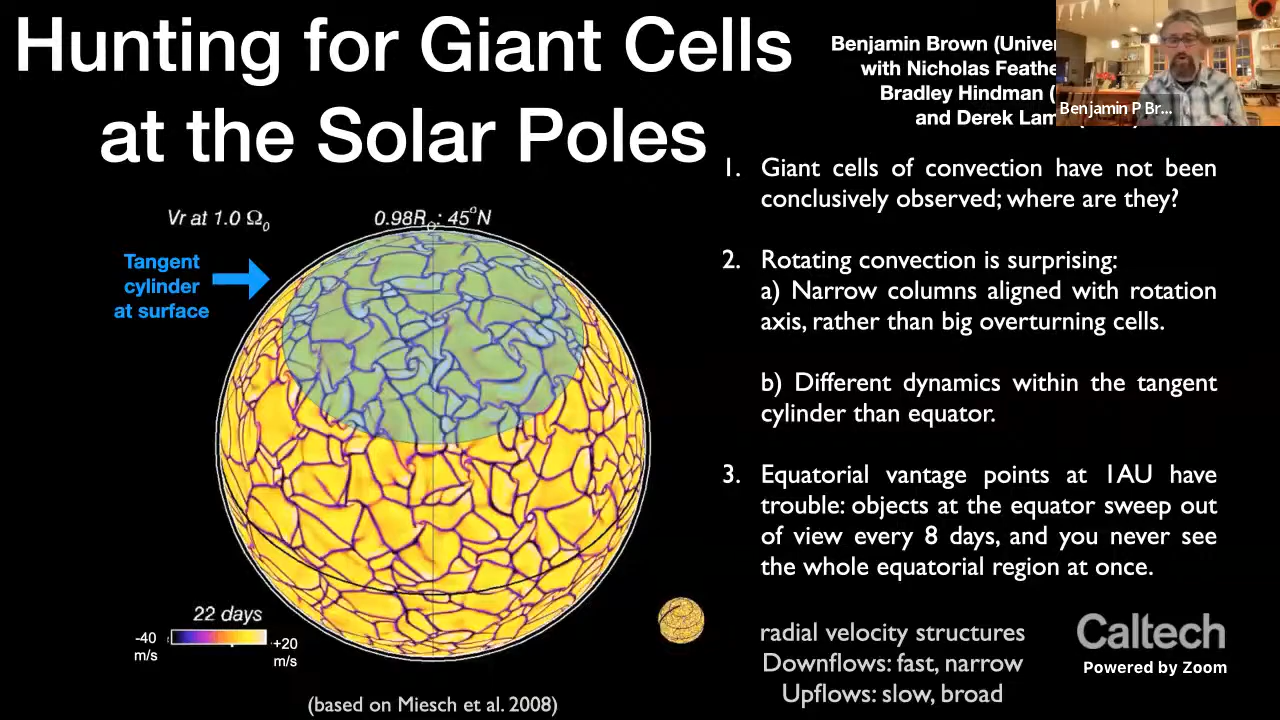 Hunting for Giant Cells
at the Solar Poles
Benjamin Brown
with Nicholas
Bradley Hindman
and Derek
Benjamin P Br...
Vr at 1.0 Ω₀
0.98R☉: 45°N
Tangent
cylinder
at surface
22 days
-40
m/s
+20
m/s
(based on Miesch et al. 2008)
1. Giant cells of convection have not been
conclusively observed; where are they?
2. Rotating convection is surprising:
a) Narrow columns aligned with rotation
axis, rather than big overturning cells.
b) Different dynamics within the tangent
cylinder than equator.
3. Equatorial vantage points at 1AU have
trouble: objects at the equator sweep out
of view every 8 days, and you never see
the whole equatorial region at once.
radial velocity structures
Downflows: fast, narrow
Upflows: slow, broad
Caltech
Powered by Zoom